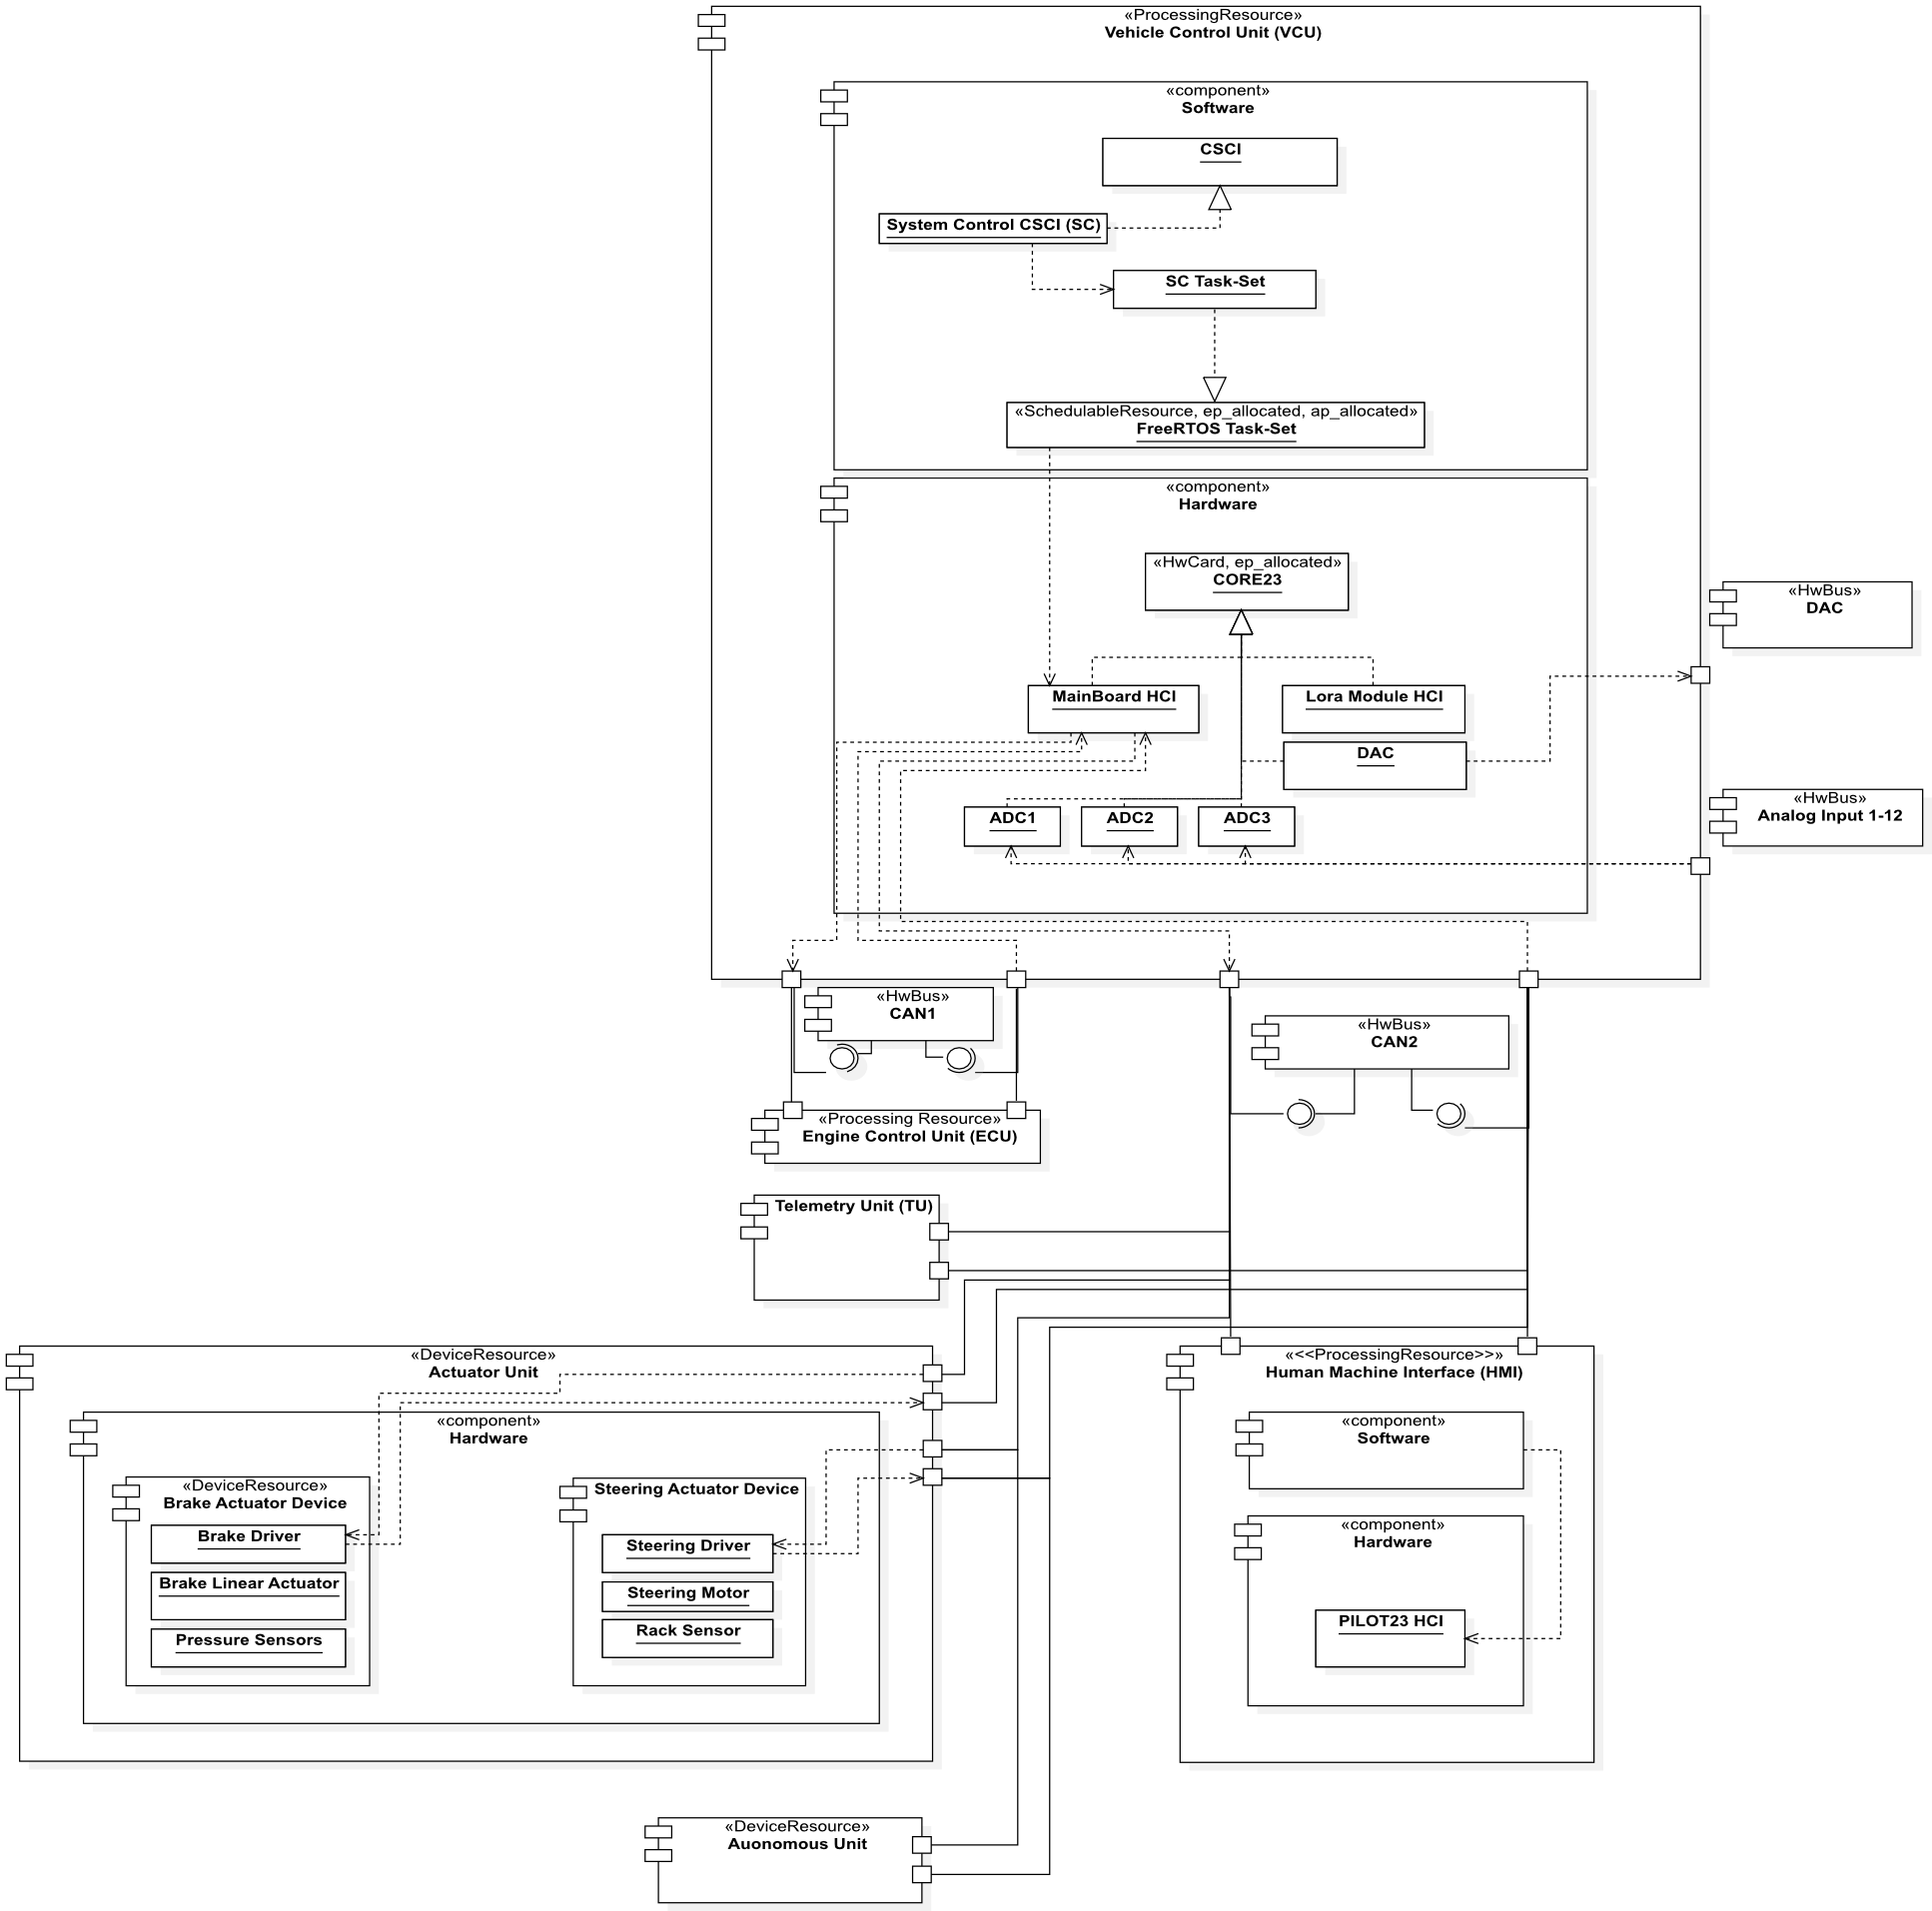 «ProcessingResource»
Vehicle Control Unit (VCU)
«component»
Software
CSCI
System Control CSCI (SC)
SC Task-Set
«SchedulableResource, ep_allocated, ap_allocated»
FreeRTOS Task-Set
«component»
Hardware
«HwCard, ep_allocated»
CORE23
«HwBus»
DAC
MainBoard HCI
Lora Module HCI
DAC
ADC1
ADC2
ADC3
«HwBus»
Analog Input 1-12
«HwBus»
CAN1
«HwBus»
CAN2
«Processing Resource»
Engine Control Unit (ECU)
Telemetry Unit (TU)
«DeviceResource»
Actuator Unit
«component»
Hardware
«DeviceResource»
Brake Actuator Device
Brake Driver
Brake Linear Actuator
Pressure Sensors
Steering Actuator Device
Steering Driver
Steering Motor
Rack Sensor
«<<ProcessingResource>>»
Human Machine Interface (HMI)
«component»
Software
«component»
Hardware
PILOT23 HCI
«DeviceResource»
Auonomous Unit